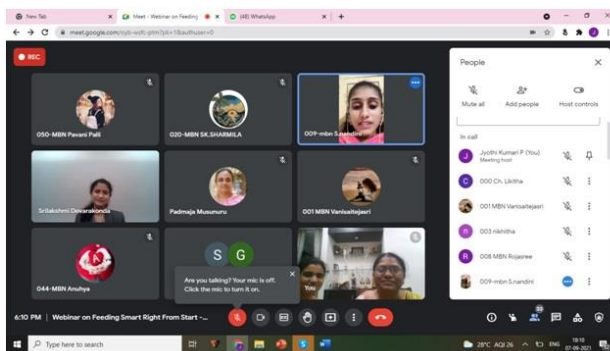 New Tab
Meet - Webinar on Feeding
(48) WhatsApp
REC
050-MBN Pavani Palli
020-MBN SK.SHARMILA
009-mbn S.nandini
Srilakshmi Devarakonda
Padmaja Musunuru
001 MBN Vanisaitejasri
044-MBN Anuhya
S G
Are you talking? Your mic is off.
Click the mic to turn it on.
6:10 PM | Webinar on Feeding Smart Right From Start -...
People
Mute all
Add people
Host controls
In call
J
Jyothi Kumari P (You)
Meeting host
C
000 Ch. Likitha
001 MBN Vanisaitejasri
n
003 nikhitha
R
008 MBN Rojasree
009-mbn S.nandini
33
Type here to search
28°C AQI 26
ENG
18:10
07-09-2021